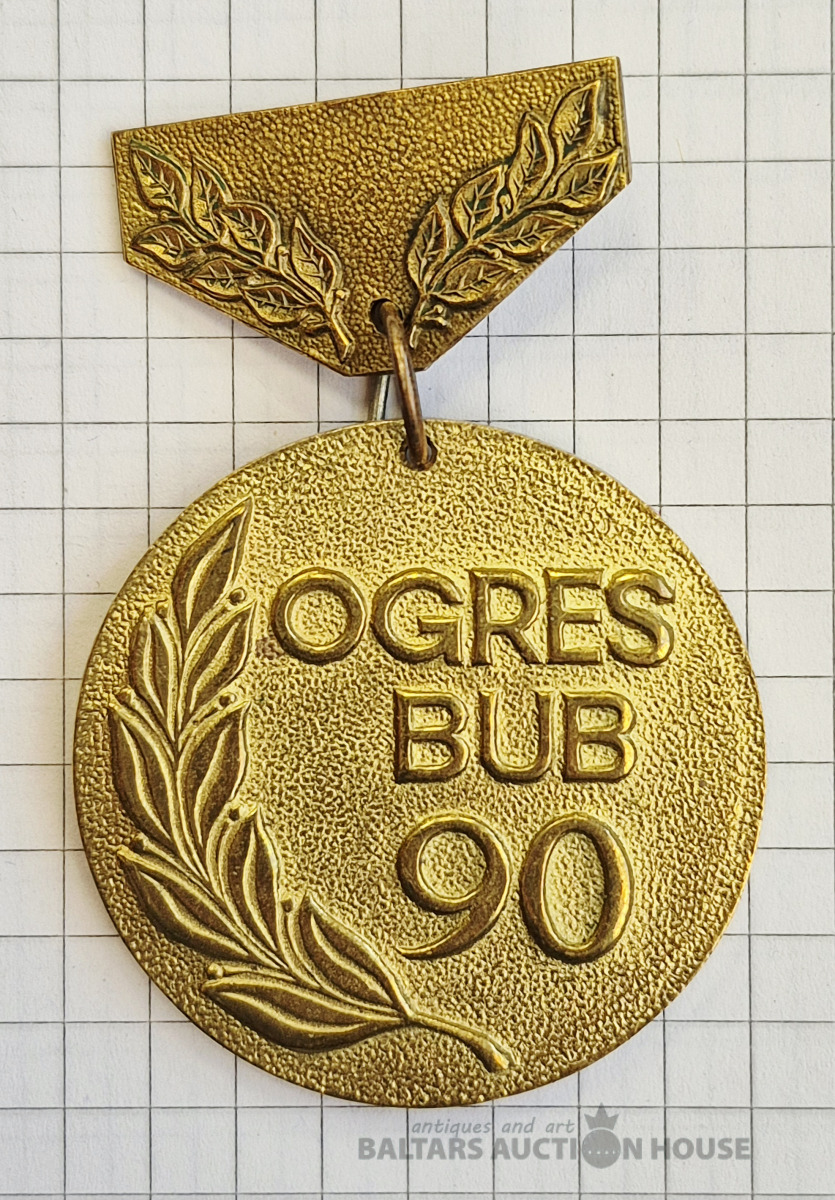 OGRES
BUB
90
antiques and art
BALTARS AUCTION HOUSE